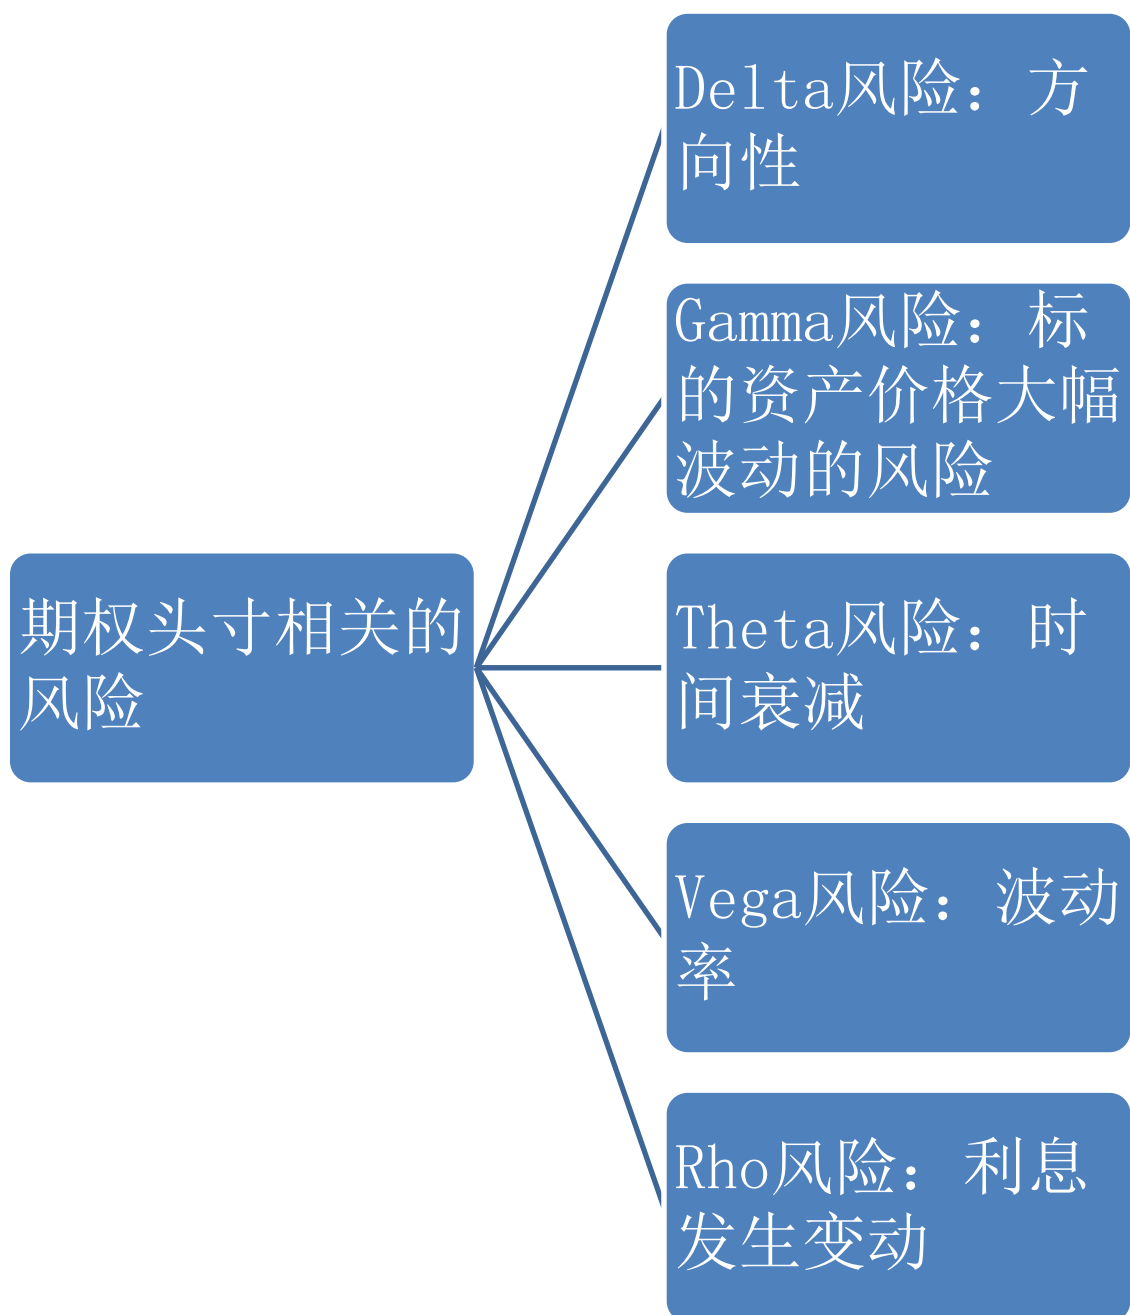 Delta风险：方
向性
Gamma风险：标
的资产价格大幅
波动的风险
期权头寸相关的
风险
Theta风险：时
间衰减
Vega风险：波动
率
Rho风险：利息
发生变动